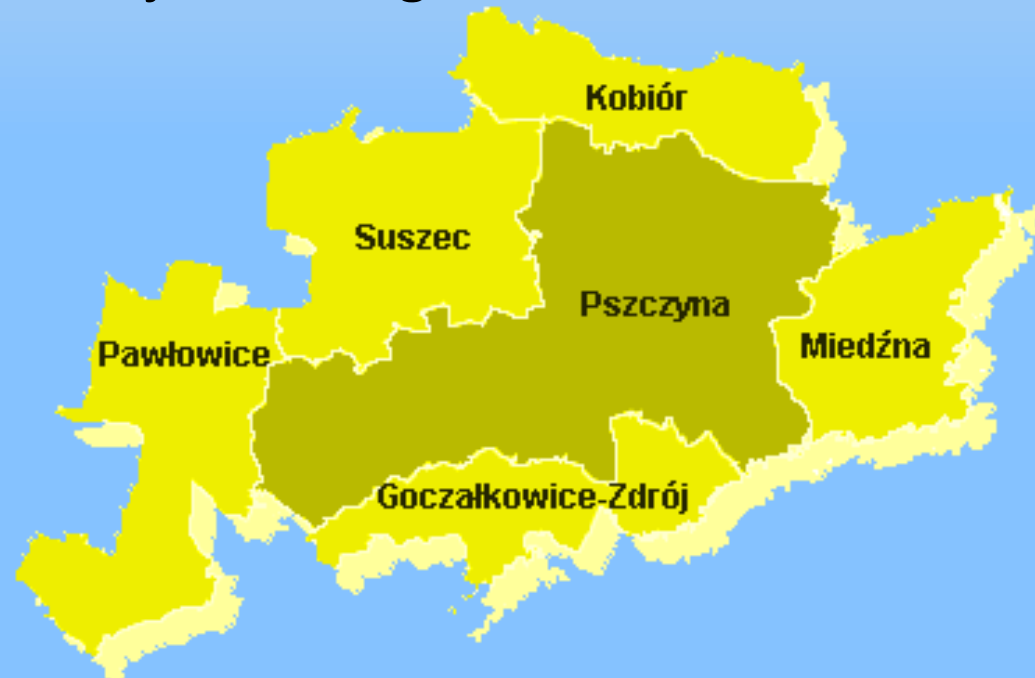 Kobiór
Suszec
Pszczyna
Miedźna
Pawłowice
Goczałkowice-Zdrój